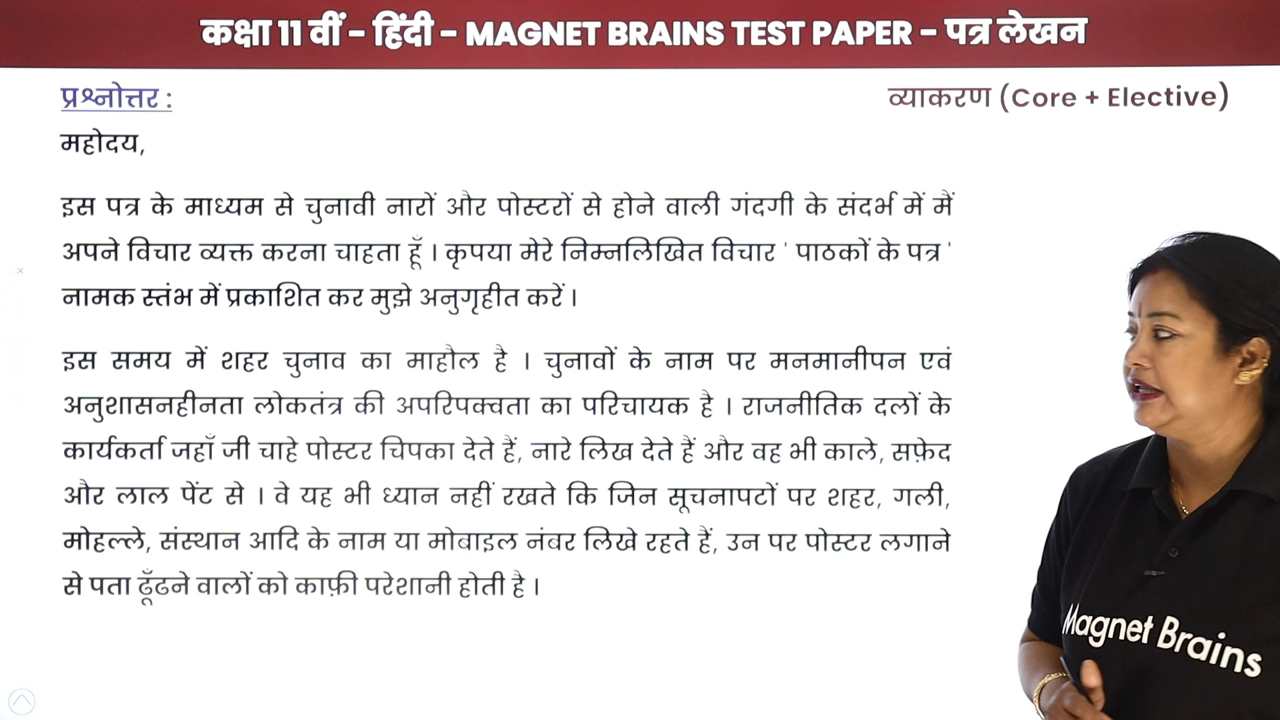 कक्षा 11 वीं - हिंदी - MAGNET BRAINS TEST PAPER - पत्र लेखन
प्रश्नोत्तर :
व्याकरण (Core + Elective)
महोदय,
इस पत्र के माध्यम से चुनावी नारों और पोस्टरों से होने वाली गंदगी के संदर्भ में मैं
अपने विचार व्यक्त करना चाहता हूँ । कृपया मेरे निम्नलिखित विचार ' पाठकों के पत्र '
नामक स्तंभ में प्रकाशित कर मुझे अनुगृहीत करें ।
इस समय में शहर चुनाव का माहौल है । चुनावों के नाम पर मनमानीपन एवं
अनुशासनहीनता लोकतंत्र की अपरिपक्वता का परिचायक है । राजनीतिक दलों के
कार्यकर्ता जहाँ जी चाहे पोस्टर चिपका देते हैं, नारे लिख देते हैं और वह भी काले, सफ़ेद
और लाल पेंट से । वे यह भी ध्यान नहीं रखते कि जिन सूचनापटों पर शहर, गली,
मोहल्ले, संस्थान आदि के नाम या मोबाइल नंबर लिखे रहते हैं, उन पर पोस्टर लगाने
से पता ढूँढने वालों को काफ़ी परेशानी होती है ।
Magnet Brains